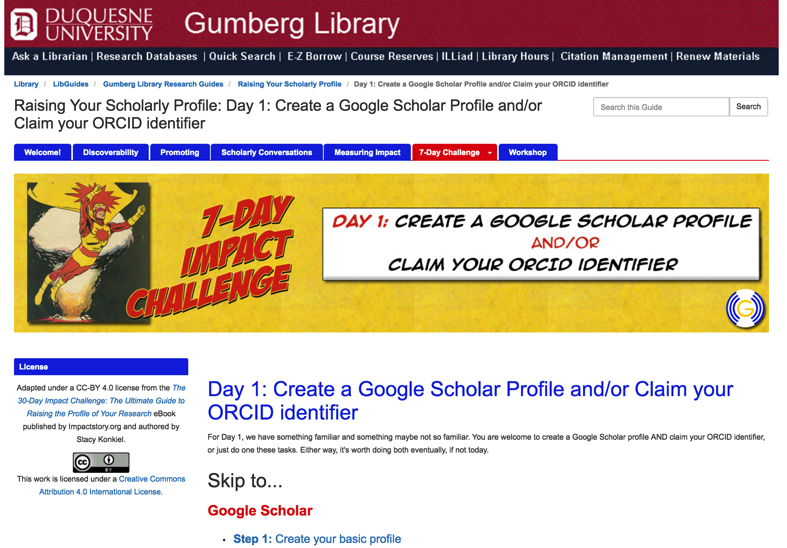 DUQUESNE
UNIVERSITY
Gumberg Library
Ask a Librarian | Research Databases | Quick Search | E-Z Borrow | Course Reserves | ILLiad | Library Hours | Citation Management | Renew Materials
Library / LibGuides / Gumberg Library Research Guides / Raising Your Scholarly Profile / Day 1: Create a Google Scholar Profile and/or Claim your ORCID identifier
Raising Your Scholarly Profile: Day 1: Create a Google Scholar Profile and/or
Claim your ORCID identifier
Search this Guide
Search
Welcome! Discoverability Promoting Scholarly Conversations Measuring Impact 7-Day Challenge Workshop
7-DAY
IMPACT
CHALLENGE
DAY 1: CREATE A GOOGLE SCHOLAR PROFILE
AND/OR
CLAIM YOUR ORCID IDENTIFIER
G
License
Adapted under a CC-BY 4.0 license from the The
30-Day Impact Challenge: The Ultimate Guide to
Raising the Profile of Your Research eBook
published by Impactstory.org and authored by
Stacy Konkiel.
cc
BY
This work is licensed under a Creative Commons
Attribution 4.0 International License.
Day 1: Create a Google Scholar Profile and/or Claim your
ORCID identifier
For Day 1, we have something familiar and something maybe not so familiar. You are welcome to create a Google Scholar profile AND claim your ORCID identifier,
or just do one these tasks. Either way, it's worth doing both eventually, if not today.
Skip to...
Google Scholar
• Step 1: Create your basic profile